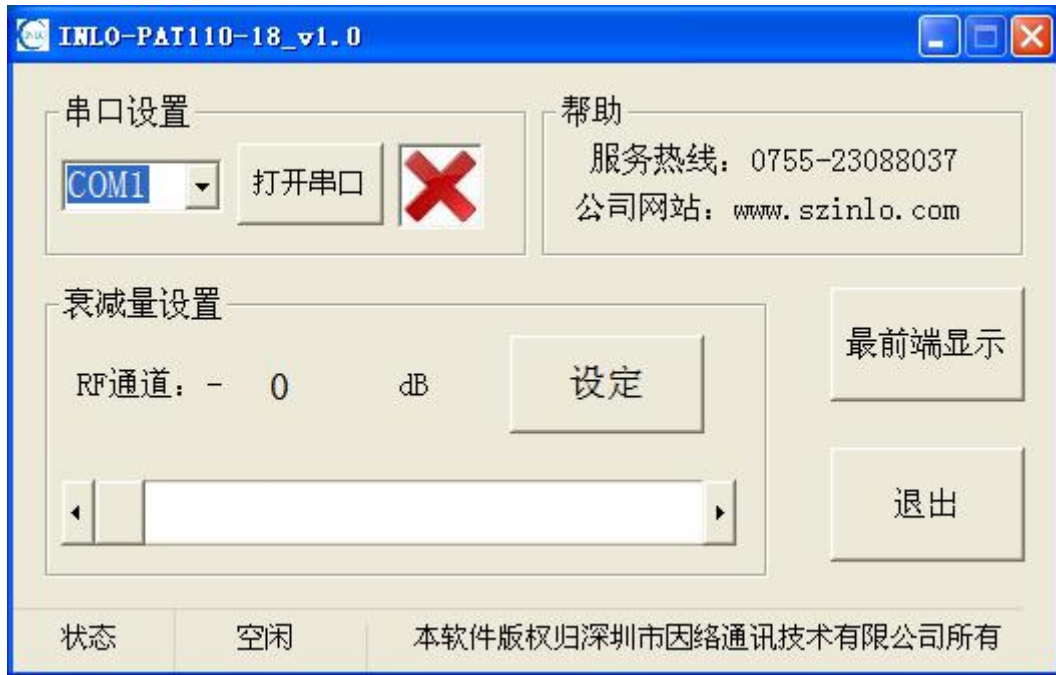 INLO-PAT110-18_v1.0
串口设置
COM1
打开串口
帮助
服务热线：0755-23088037
公司网站：www.szinlo.com
衰减量设置
RF通道：- 0 dB
设定
最前端显示
退出
状态 空闲 本软件版权归深圳市因络通讯技术有限公司所有